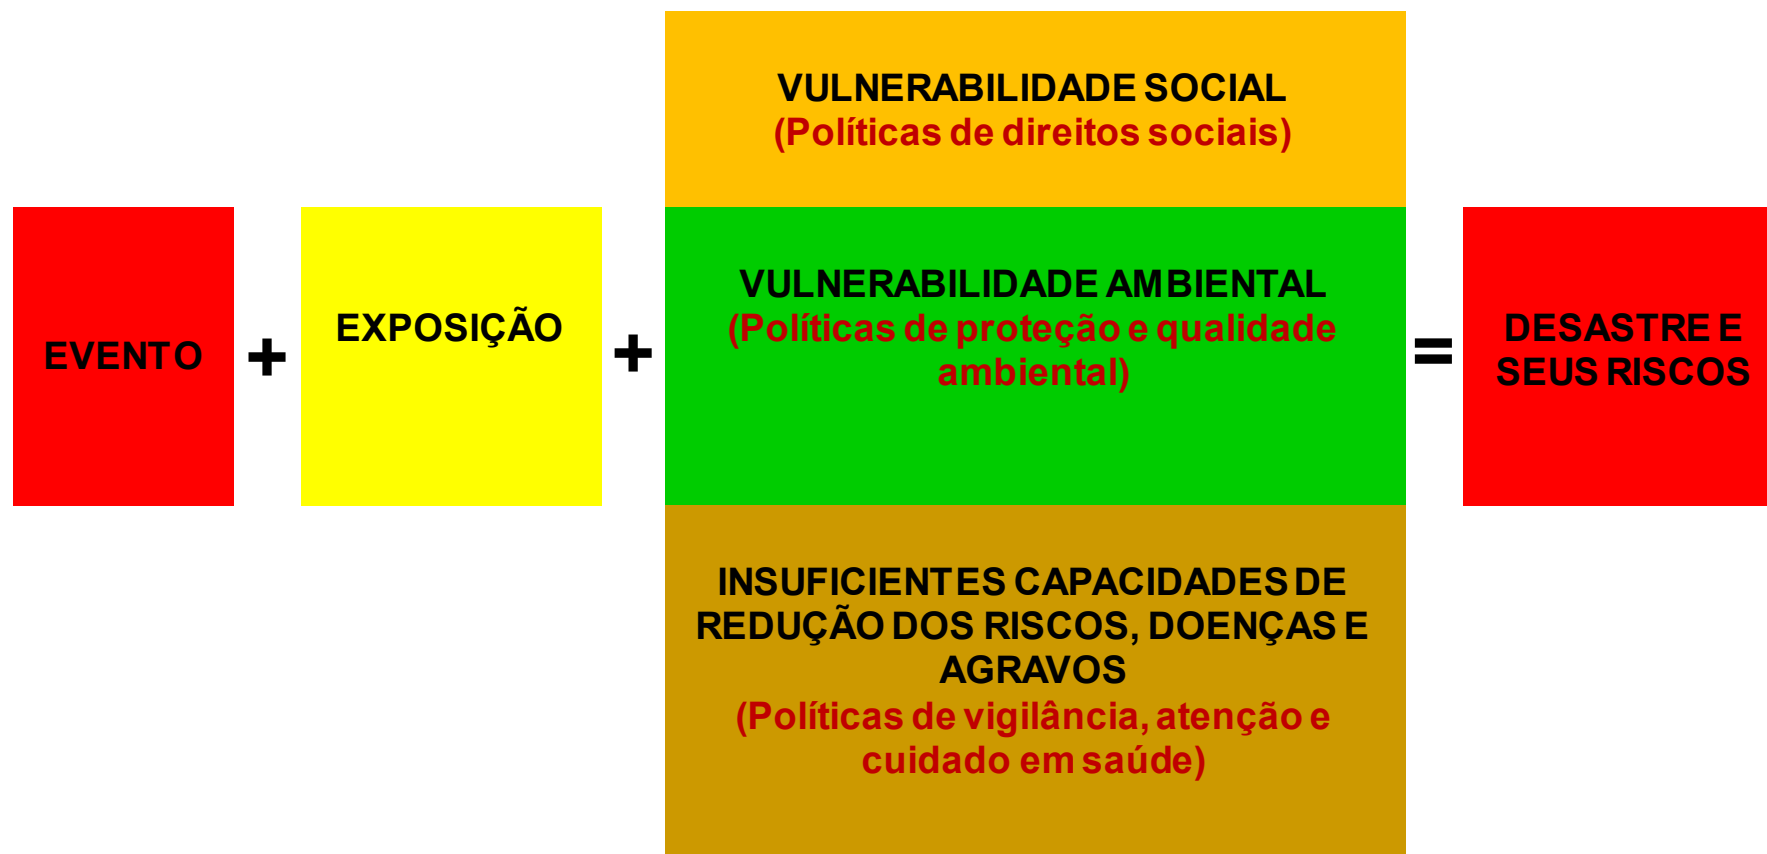 VULNERABILIDADE SOCIAL
(Políticas de direitos sociais)
EVENTO
+
EXPOSIÇÃO
+
VULNERABILIDADE AMBIENTAL
(Políticas de proteção e qualidade
ambiental)
=
DESASTRE E
SEUS RISCOS
INSUFICIENTES CAPACIDADES DE
REDUÇÃO DOS RISCOS, DOENÇAS E
AGRAVOS
(Políticas de vigilância, atenção e
cuidado em saúde)